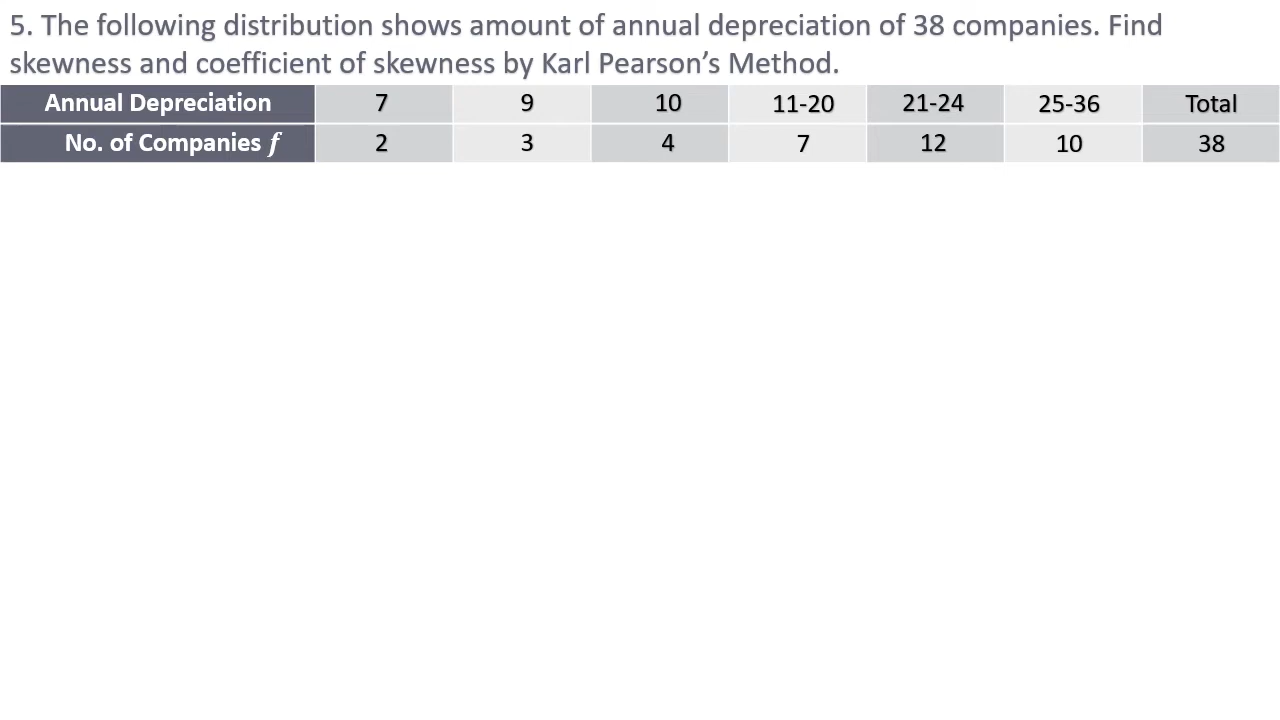 5. The following distribution shows amount of annual depreciation of 38 companies. Find
skewness and coefficient of skewness by Karl Pearson’s Method.
Annual Depreciation 7 9 10 11-20 21-24 25-36 Total
No. of Companies f 2 3 4 7 12 10 38